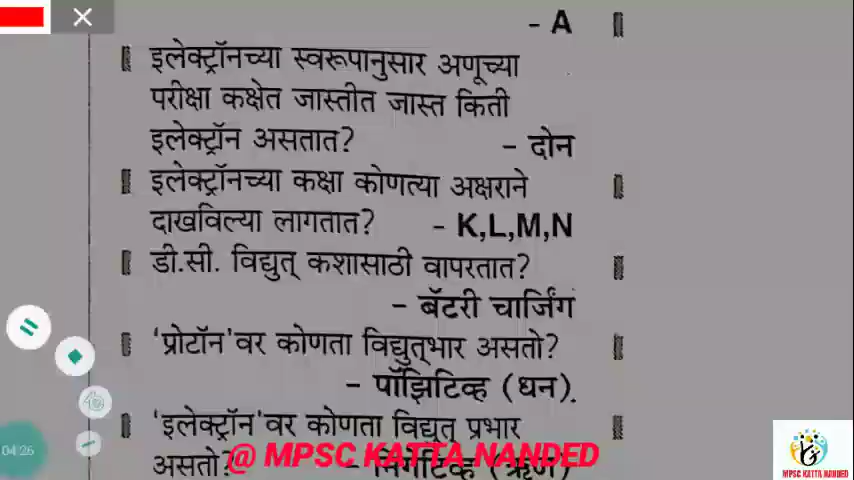 - A
इलेक्ट्रॉनच्या स्वरूपानुसार अणूच्या
परीक्षा कक्षेत जास्तीत जास्त किती
इलेक्ट्रॉन असतात? - दोन
इलेक्ट्रॉनच्या कक्षा कोणत्या अक्षराने
दाखविल्या लागतात? - K,L,M,N
डी.सी. विद्युत् कशासाठी वापरतात?
- बॅटरी चार्जिंग
'प्रोटॉन'वर कोणता विद्युत्भार असतो?
- पॉझिटिव्ह (धन).
'इलेक्ट्रॉन'वर कोणता विद्युत् प्रभार
असतो? - निगेटिव्ह (ऋण)
@ MPSC KATTA NANDED
04:26
MPSC KATTA NANDED